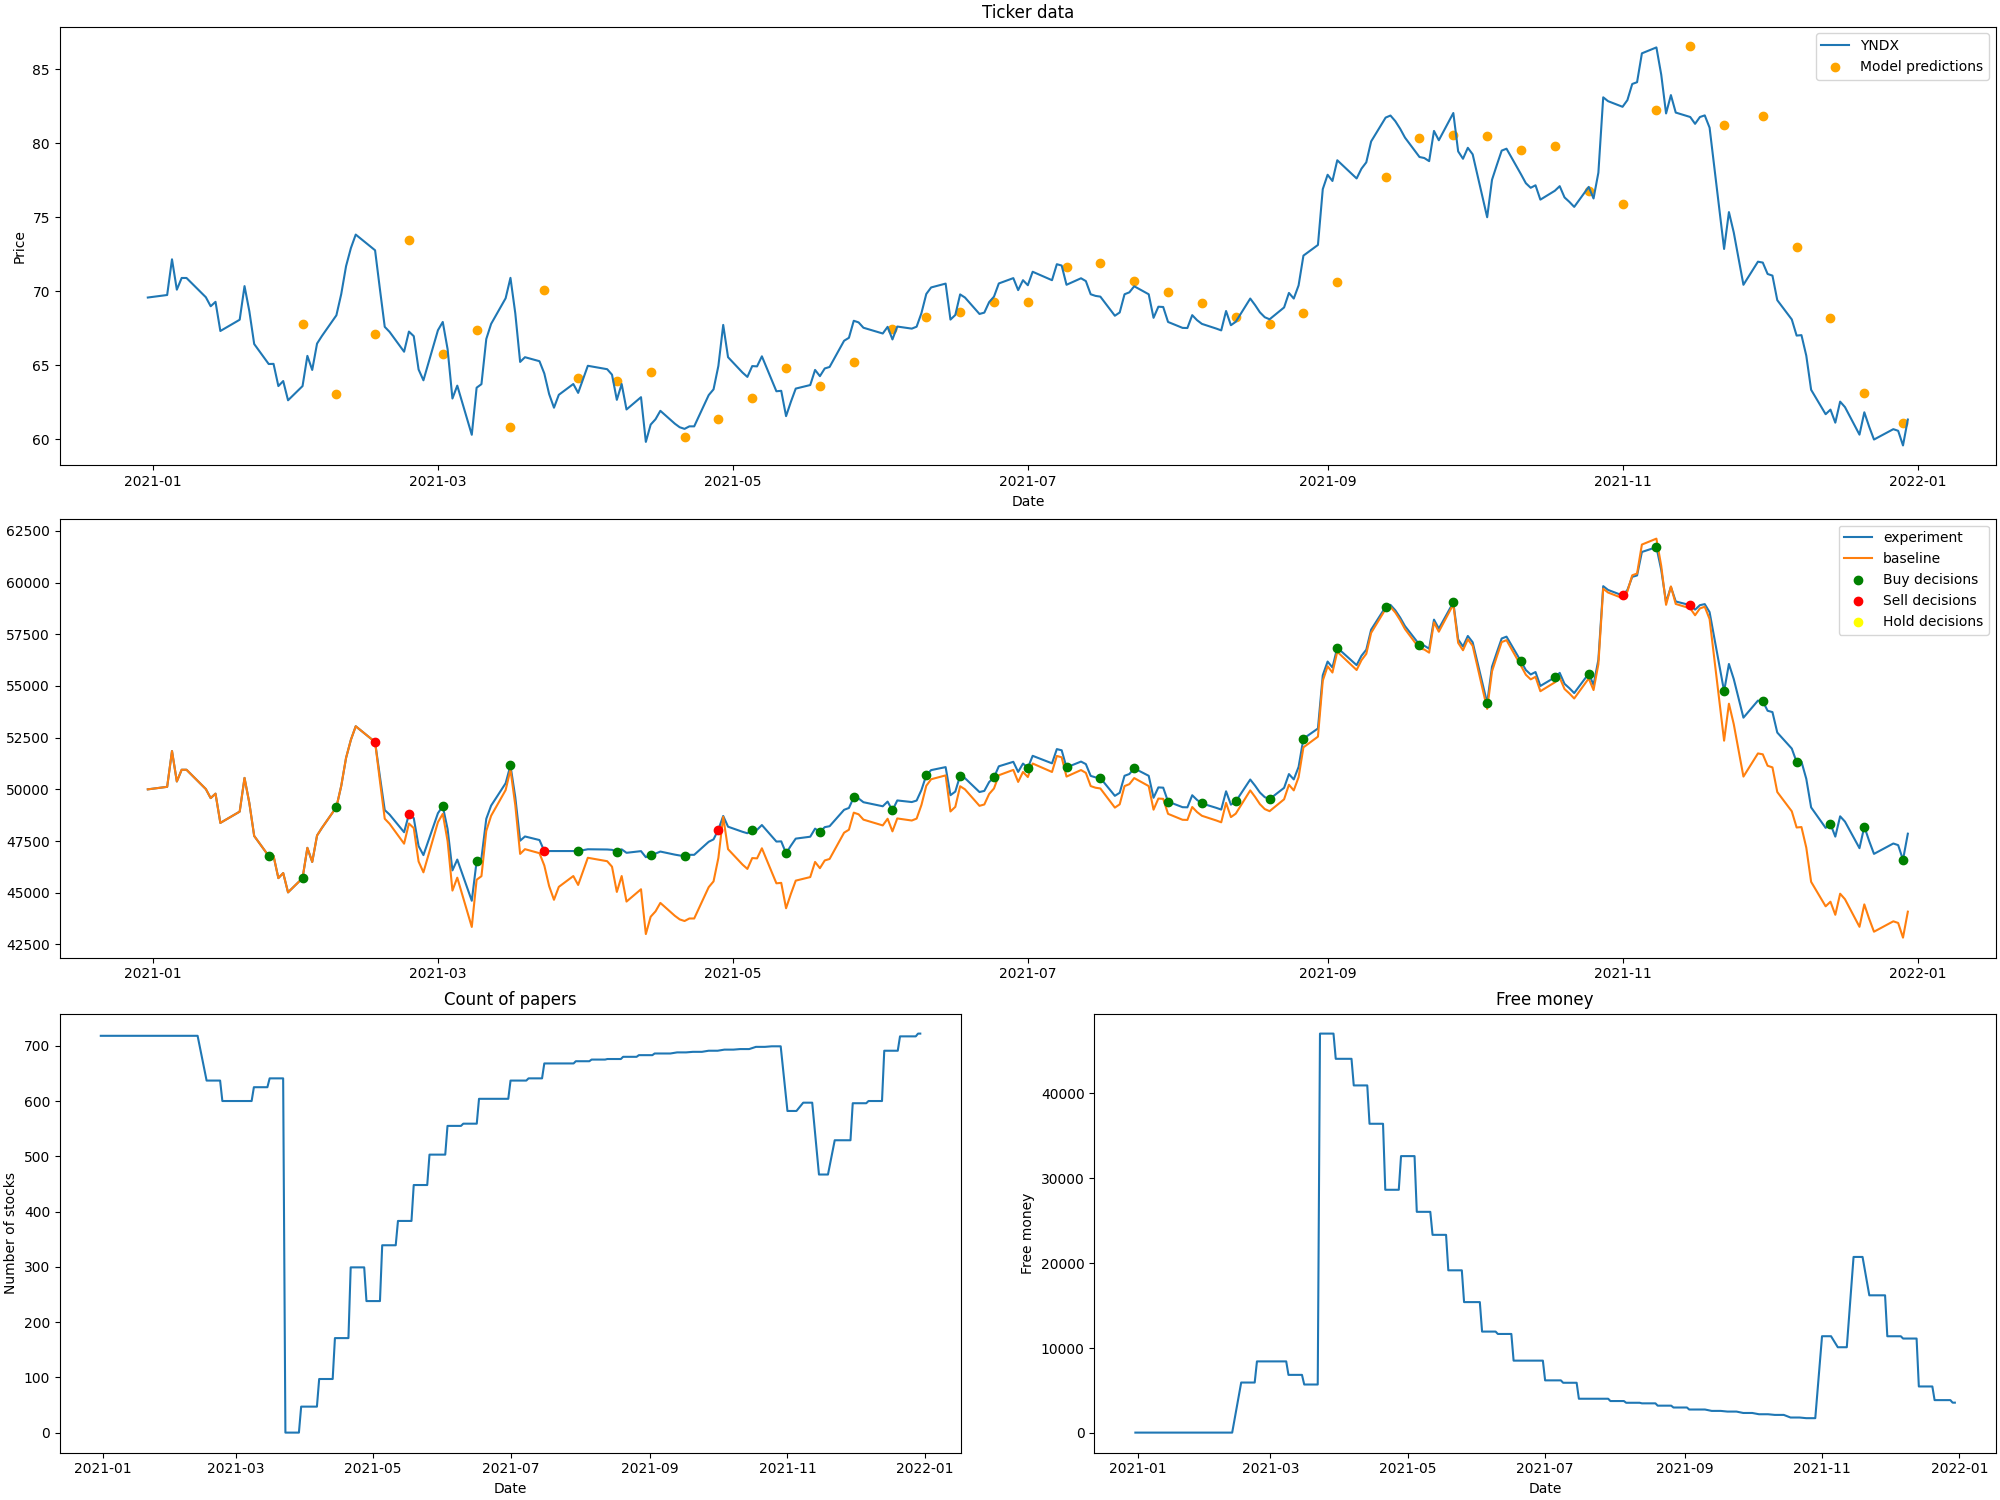 Ticker data
YNDX
Model predictions
85
80
75
70
65
60
Price
2021-01 2021-03 2021-05 2021-07 2021-09 2021-11 2022-01
Date
experiment
baseline
Buy decisions
Sell decisions
Hold decisions
62500
60000
57500
55000
52500
50000
47500
45000
42500
2021-01 2021-03 2021-05 2021-07 2021-09 2021-11 2022-01
Count of papers
700
600
500
400
300
200
100
0
Number of stocks
2021-01 2021-03 2021-05 2021-07 2021-09 2021-11 2022-01
Date
Free money
40000
30000
20000
10000
0
Free money
2021-01 2021-03 2021-05 2021-07 2021-09 2021-11 2022-01
Date